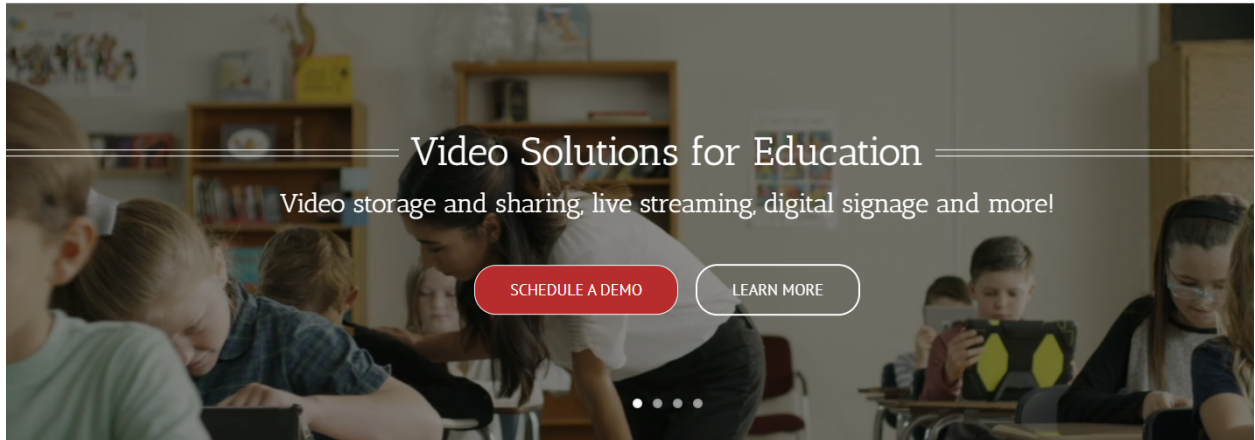 Video Solutions for Education
Video storage and sharing, live streaming, digital signage and more!
SCHEDULE A DEMO
LEARN MORE